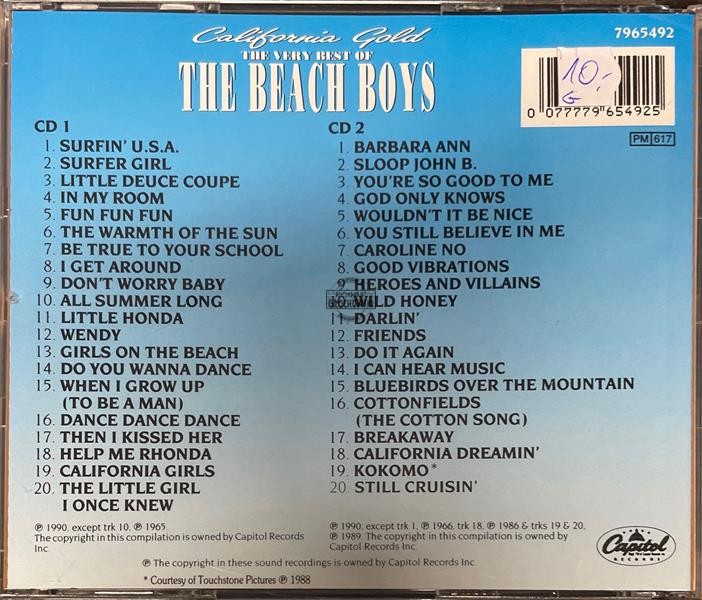 California Gold
THE VERY BEST OF
THE BEACH BOYS
7965492
10,-
G
0 077779 654925
PM 617
CD 1
1. SURFIN' U.S.A.
2. SURFER GIRL
3. LITTLE DEUCE COUPE
4. IN MY ROOM
5. FUN FUN FUN
6. THE WARMTH OF THE SUN
7. BE TRUE TO YOUR SCHOOL
8. I GET AROUND
9. DON'T WORRY BABY
10. ALL SUMMER LONG
11. LITTLE HONDA
12. WENDY
13. GIRLS ON THE BEACH
14. DO YOU WANNA DANCE
15. WHEN I GROW UP
(TO BE A MAN)
16. DANCE DANCE DANCE
17. THEN I KISSED HER
18. HELP ME RHONDA
19. CALIFORNIA GIRLS
20. THE LITTLE GIRL
I ONCE KNEW
CD 2
1. BARBARA ANN
2. SLOOP JOHN B.
3. YOU'RE SO GOOD TO ME
4. GOD ONLY KNOWS
5. WOULDN'T IT BE NICE
6. YOU STILL BELIEVE IN ME
7. CAROLINE NO
8. GOOD VIBRATIONS
9. HEROES AND VILLAINS
10. WILD HONEY
11. DARLIN'
12. FRIENDS
13. DO IT AGAIN
14. I CAN HEAR MUSIC
15. BLUEBIRDS OVER THE MOUNTAIN
16. COTTONFIELDS
(THE COTTON SONG)
17. BREAKAWAY
18. CALIFORNIA DREAMIN'
19. KOKOMO*
20. STILL CRUISIN'
℗ 1990, except trk 10, ℗ 1965.
The copyright in this compilation is owned by Capitol Records
Inc.
℗ 1990, except trk 1, ℗ 1966, trk 18, ℗ 1986 & trks 19 & 20,
℗ 1989. The copyright in this compilation is owned by Capitol Records
Inc.
℗ The copyright in these sound recordings is owned by Capitol Records Inc.
* Courtesy of Touchstone Pictures ℗ 1988
Capitol
RECORDS